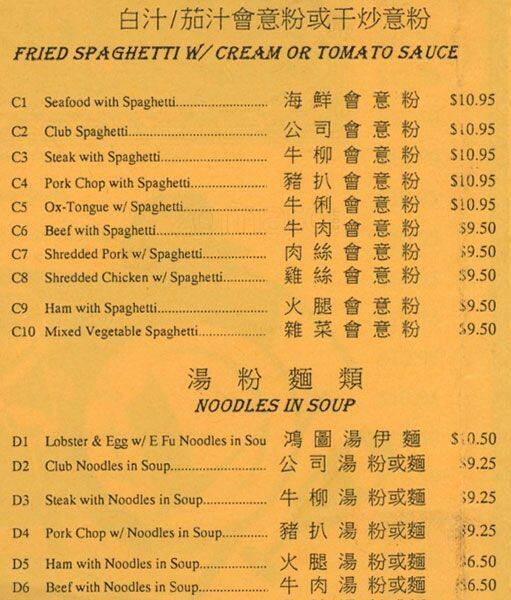 白汁/茄汁會意粉或干炒意粉
FRIED SPAGHETTI W/ CREAM OR TOMATO SAUCE
C1 Seafood with Spaghetti........................ 海鮮會意粉 $10.95
C2 Club Spaghetti........................ 公司會意粉 $10.95
C3 Steak with Spaghetti........................ 牛柳會意粉 $10.95
C4 Pork Chop with Spaghetti........................ 豬扒會意粉 $10.95
C5 Ox-Tongue w/ Spaghetti........................ 牛脷會意粉 $10.95
C6 Beef with Spaghetti........................ 牛肉會意粉 $9.50
C7 Shredded Pork w/ Spaghetti........................ 肉絲會意粉 $9.50
C8 Shredded Chicken w/ Spaghetti........................ 雞絲會意粉 $9.50
C9 Ham with Spaghetti........................ 火腿會意粉 $9.50
C10 Mixed Vegetable Spaghetti........................ 雜菜會意粉 $9.50
湯粉麵類
NOODLES IN SOUP
D1 Lobster & Egg w/ E Fu Noodles in Sou 鴻圖湯伊麵 $10.50
D2 Club Noodles in Soup........................ 公司湯粉或麵 $9.25
D3 Steak with Noodles in Soup........................ 牛柳湯粉或麵 $9.25
D4 Pork Chop w/ Noodles in Soup........................ 豬扒湯粉或麵 $9.25
D5 Ham with Noodles in Soup........................ 火腿湯粉或麵 $6.50
D6 Beef with Noodles in Soup........................ 牛肉湯粉或麵 $6.50